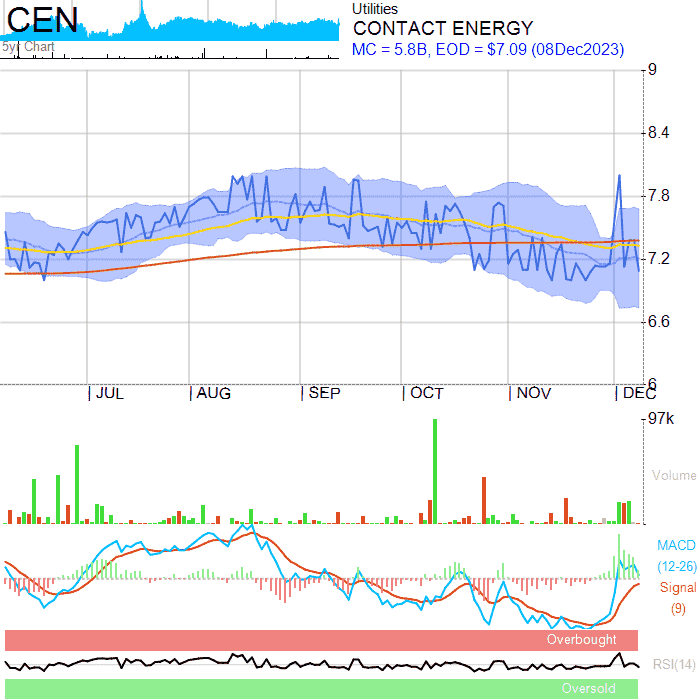 CEN
5yr Chart
Utilities
CONTACT ENERGY
MC = 5.8B, EOD = $7.09 (08Dec2023)
9
8.4
7.8
7.2
6.6
6
JUL AUG SEP OCT NOV DEC
97k
Volume
MACD
(12-26)
Signal
(9)
Overbought
RSI(14)
Oversold